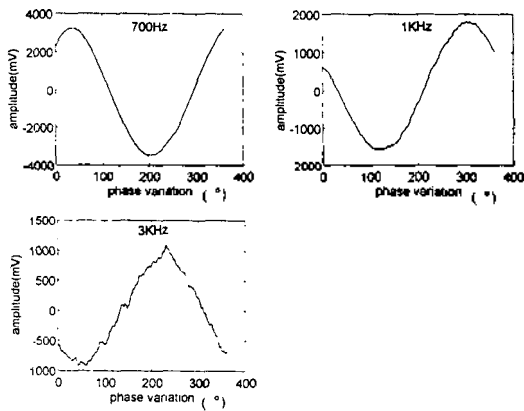 700Hz
4000
2000
0
-2000
-4000
amplitude(mV)
0 100 200 300 400
phase variation ( °)
1KHz
2000
1000
0
-1000
2000
amplitude(mV)
0 100 200 300 400
phase variation ( °)
3KHz
1500
1000
500
0
-500
1000
amplitude(mV)
0 100 200 300 400
phase variation ( °)